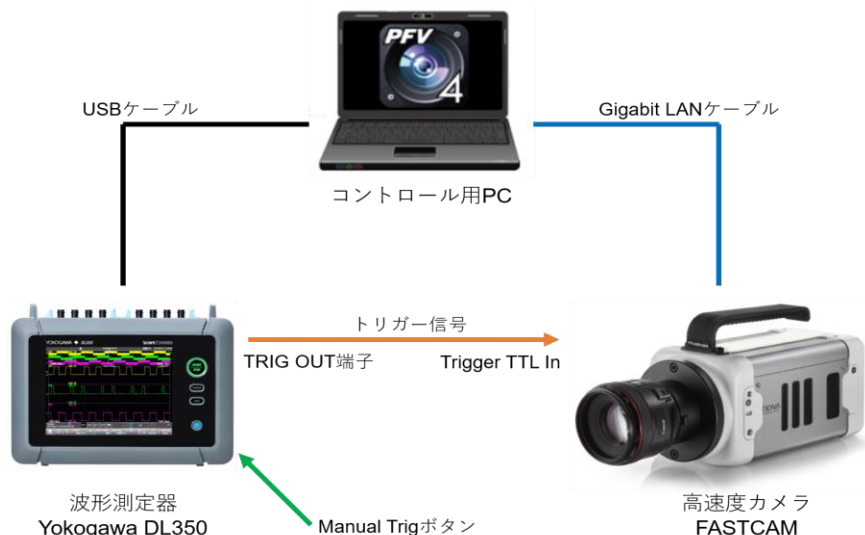 PFV
4
USBケーブル
Gigabit LANケーブル
コントロール用PC
トリガー信号
TRIG OUT端子
Trigger TTL In
YOKOGAWA DL350
NOVA
波形測定器
Yokogawa DL350
高速度カメラ
FASTCAM
Manual Trigボタン